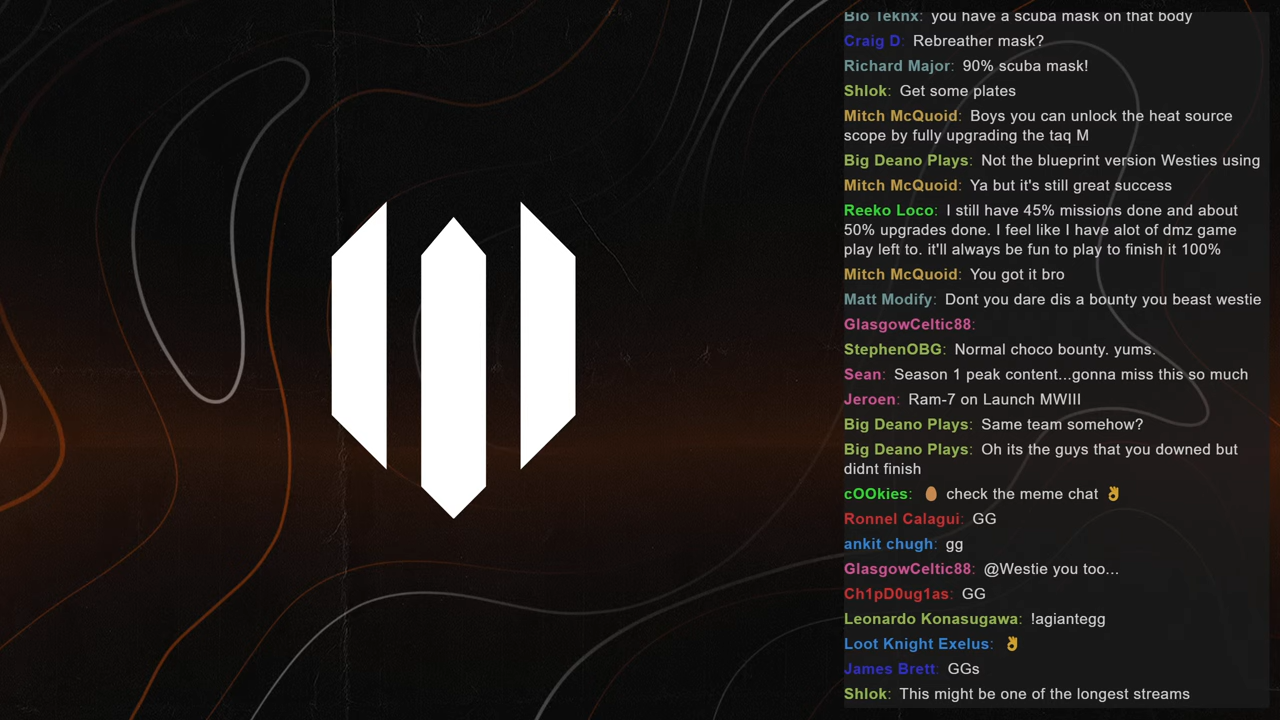 Bio Teknx: you have a scuba mask on that body
Craig D: Rebreather mask?
Richard Major: 90% scuba mask!
Shlok: Get some plates
Mitch McQuoid: Boys you can unlock the heat source
scope by fully upgrading the taq M
Big Deano Plays: Not the blueprint version Westies using
Mitch McQuoid: Ya but it's still great success
Reeko Loco: I still have 45% missions done and about
50% upgrades done. I feel like I have alot of dmz game
play left to. it'll always be fun to play to finish it 100%
Mitch McQuoid: You got it bro
Matt Modify: Dont you dare dis a bounty you beast westie
GlasgowCeltic88:
StephenOBG: Normal choco bounty. yums.
Sean: Season 1 peak content...gonna miss this so much
Jeroen: Ram-7 on Launch MWIII
Big Deano Plays: Same team somehow?
Big Deano Plays: Oh its the guys that you downed but
didnt finish
cOOkies: 🥚 check the meme chat 👌
Ronnel Calagui: GG
ankit chugh: gg
GlasgowCeltic88: @Westie you too...
Ch1pD0ug1as: GG
Leonardo Konasugawa: !agiantegg
Loot Knight Exelus: 👌
James Brett: GGs
Shlok: This might be one of the longest streams